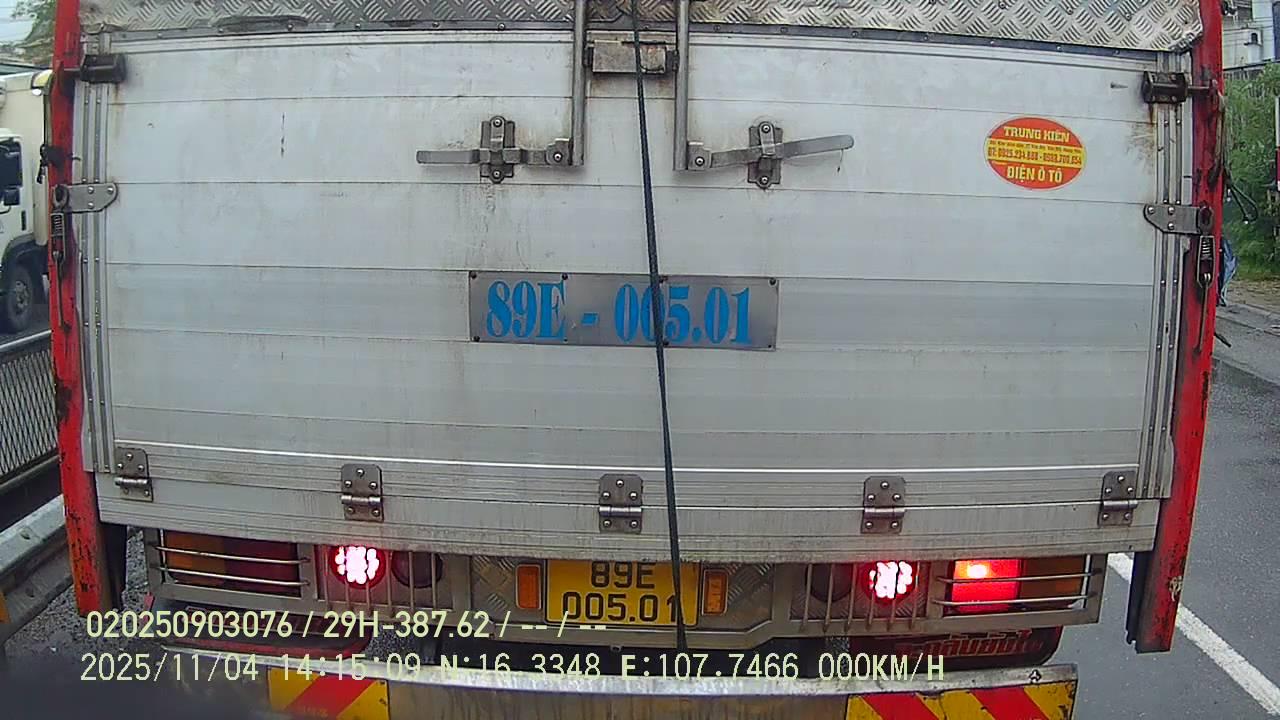 TRUNG KIÊN
ĐIỆN Ô TÔ
89E - 005.01
89E
005.01
020250903076 / 29H-387.62 / -- / --
2025/11/04 14:15:09 N:16.3348 E:107.7466 000KM/H